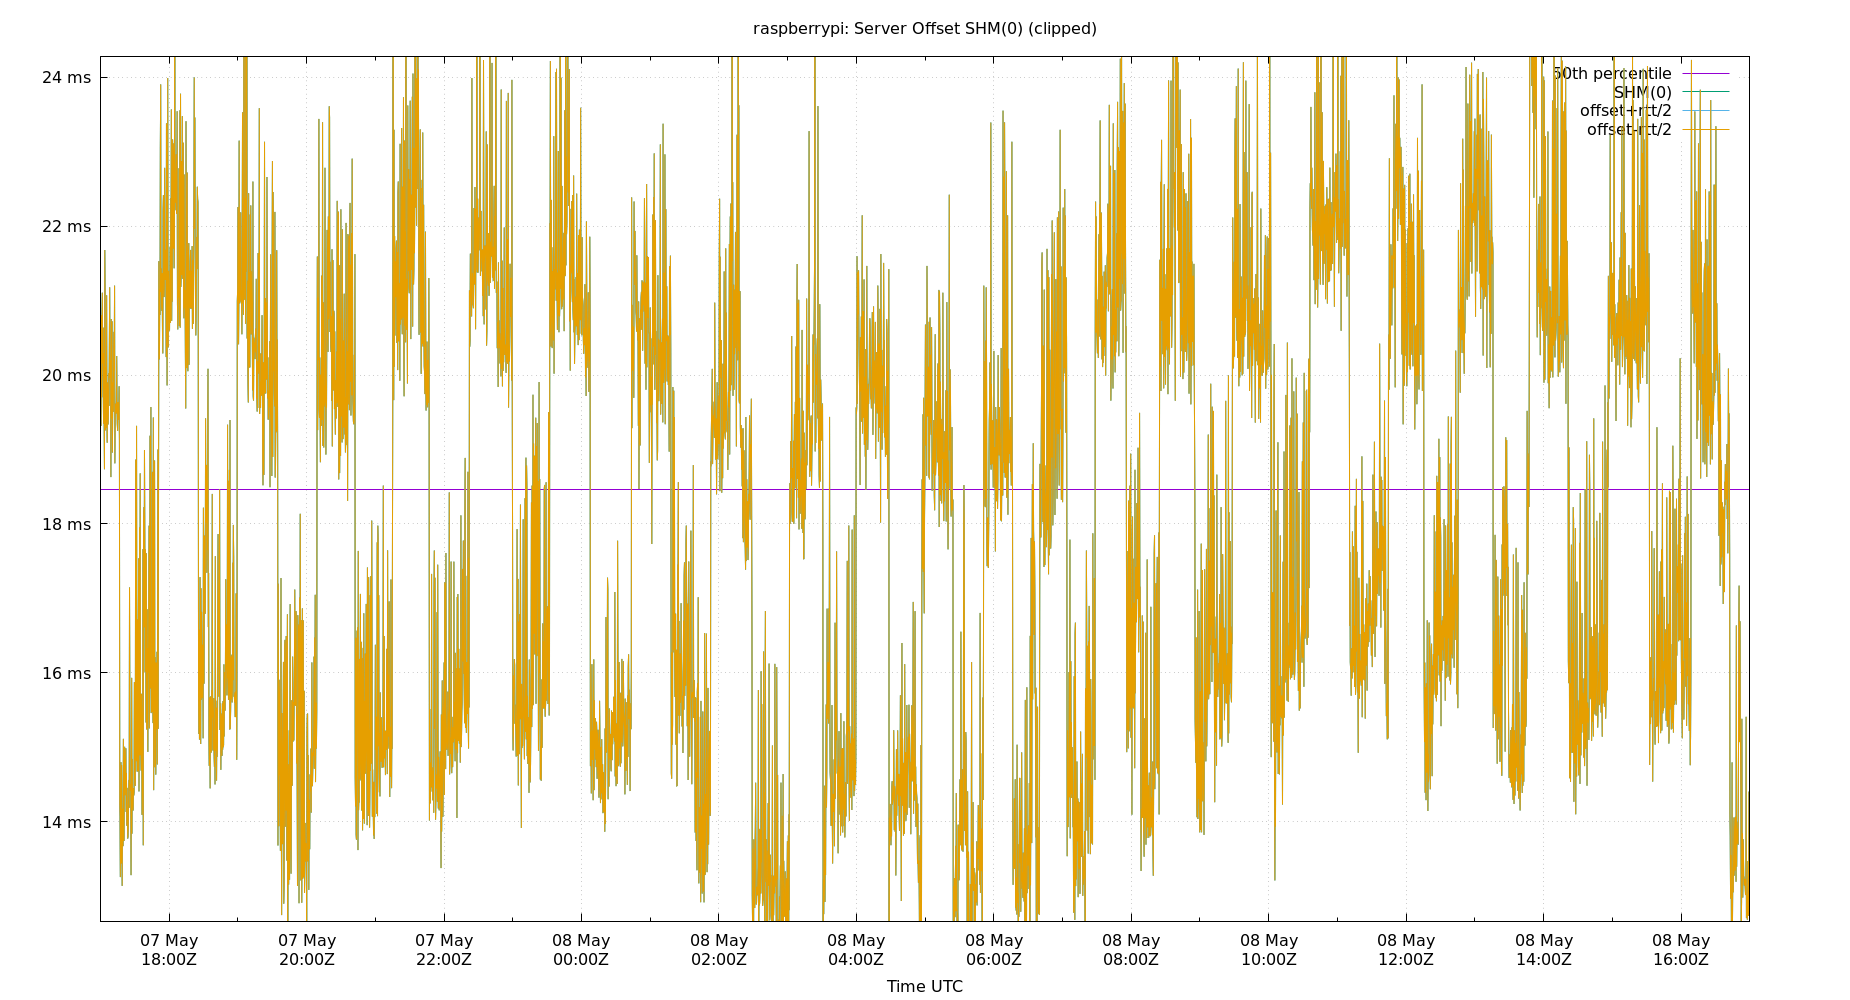 raspberrypi: Server Offset SHM(0) (clipped)
24 ms
22 ms
20 ms
18 ms
16 ms
14 ms
50th percentile
SHM(0)
offset+rtt/2
offset-rtt/2
07 May 07 May 07 May 08 May 08 May 08 May 08 May 08 May 08 May 08 May 08 May 08 May
18:00Z 20:00Z 22:00Z 00:00Z 02:00Z 04:00Z 06:00Z 08:00Z 10:00Z 12:00Z 14:00Z 16:00Z
Time UTC